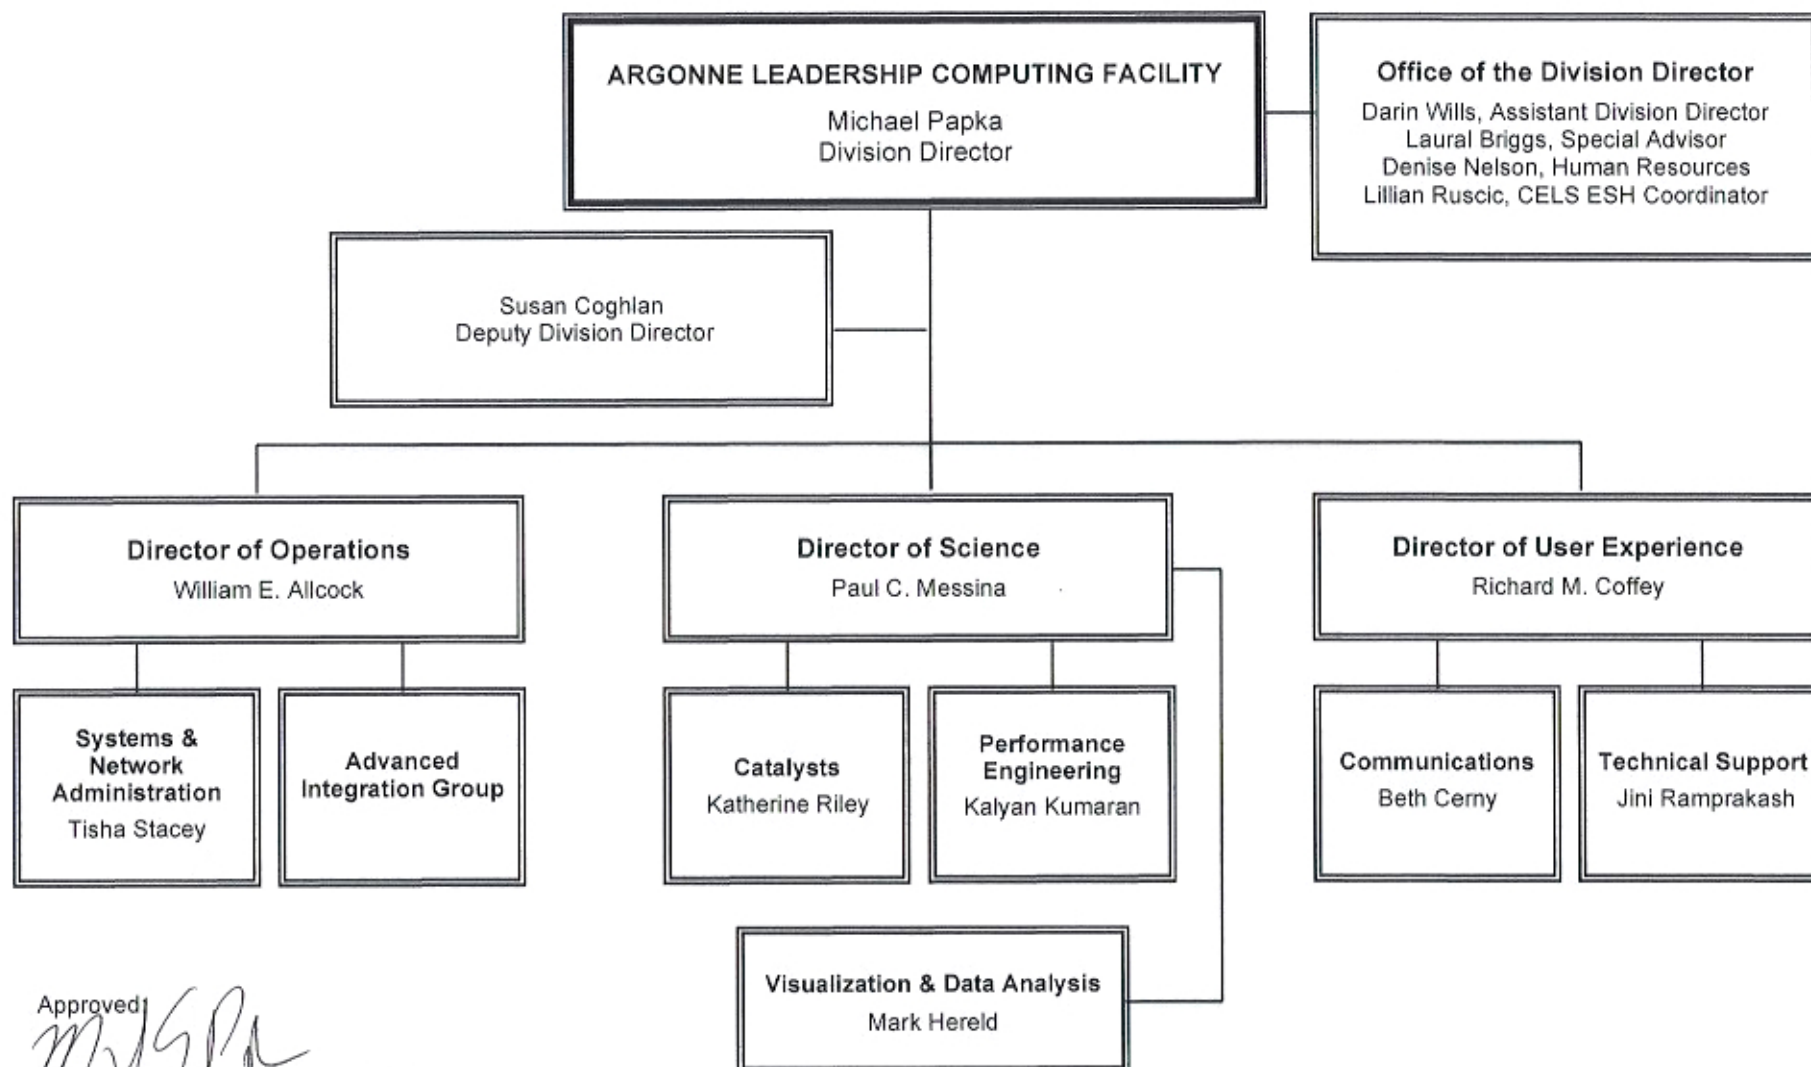 ARGONNE LEADERSHIP COMPUTING FACILITY
Michael Papka
Division Director
Office of the Division Director
Darin Wills, Assistant Division Director
Laural Briggs, Special Advisor
Denise Nelson, Human Resources
Lillian Ruscic, CELS ESH Coordinator
Susan Coghlan
Deputy Division Director
Director of Operations
William E. Allcock
Director of Science
Paul C. Messina
Director of User Experience
Richard M. Coffey
Systems &
Network
Administration
Tisha Stacey
Advanced
Integration Group
Catalysts
Katherine Riley
Performance
Engineering
Kalyan Kumaran
Communications
Beth Cerny
Technical Support
Jini Ramprakash
Visualization & Data Analysis
Mark Hereld
Approved: